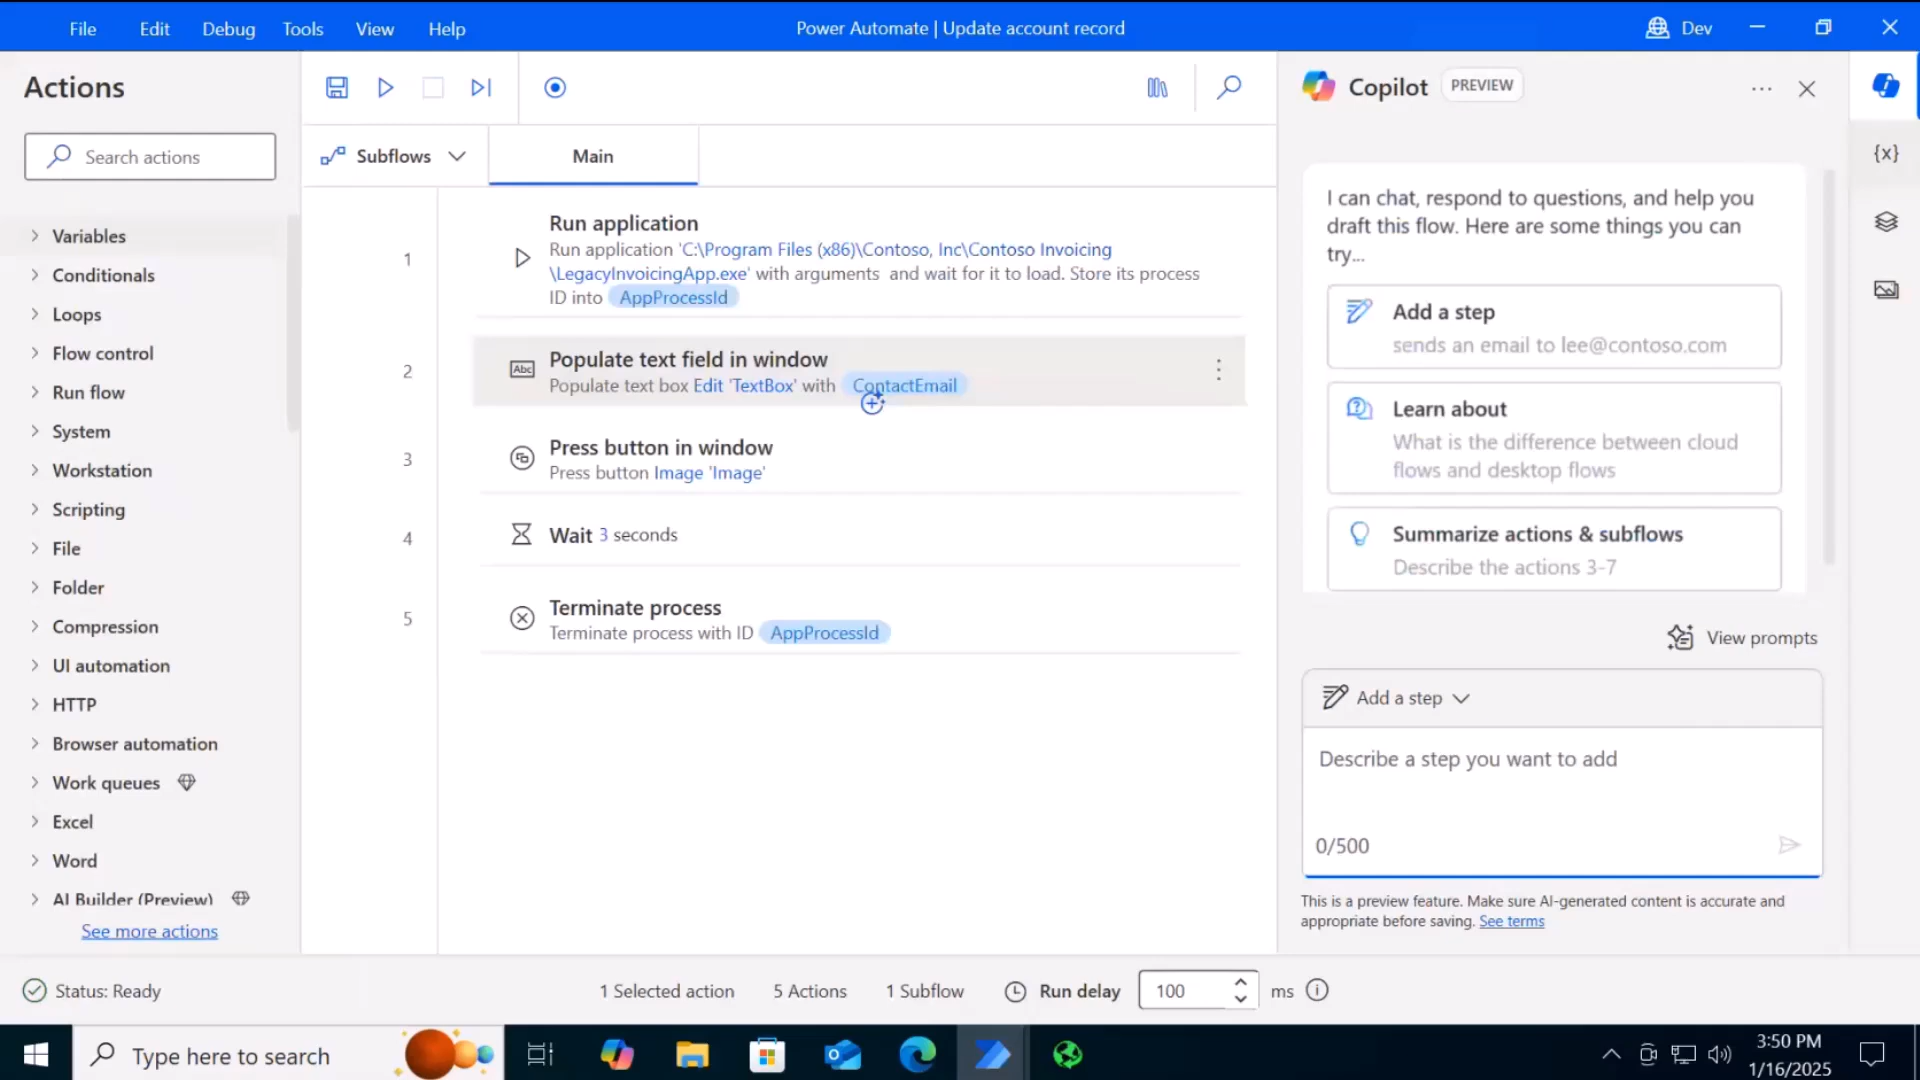 File Edit Debug Tools View Help
Power Automate | Update account record
Dev
Actions
Search actions
Variables
Conditionals
Loops
Flow control
Run flow
System
Workstation
Scripting
File
Folder
Compression
UI automation
HTTP
Browser automation
Work queues
Excel
Word
AI Builder (Preview)
See more actions
Subflows
Main
1
Run application
Run application 'C:\Program Files (x86)\Contoso, Inc\Contoso Invoicing
\LegacyInvoicingApp.exe' with arguments and wait for it to load. Store its process
ID into AppProcessId
2
Abc
Populate text field in window
Populate text box Edit 'TextBox' with ContactEmail
3
Press button in window
Press button Image 'Image'
4
Wait 3 seconds
5
Terminate process
Terminate process with ID AppProcessId
Copilot PREVIEW
I can chat, respond to questions, and help you
draft this flow. Here are some things you can
try...
Add a step
sends an email to lee@contoso.com
Learn about
What is the difference between cloud
flows and desktop flows
Summarize actions & subflows
Describe the actions 3-7
View prompts
Add a step
Describe a step you want to add
0/500
This is a preview feature. Make sure AI-generated content is accurate and
appropriate before saving. See terms
{x}
Status: Ready
1 Selected action
5 Actions
1 Subflow
Run delay
100
ms
Type here to search
3:50 PM
1/16/2025